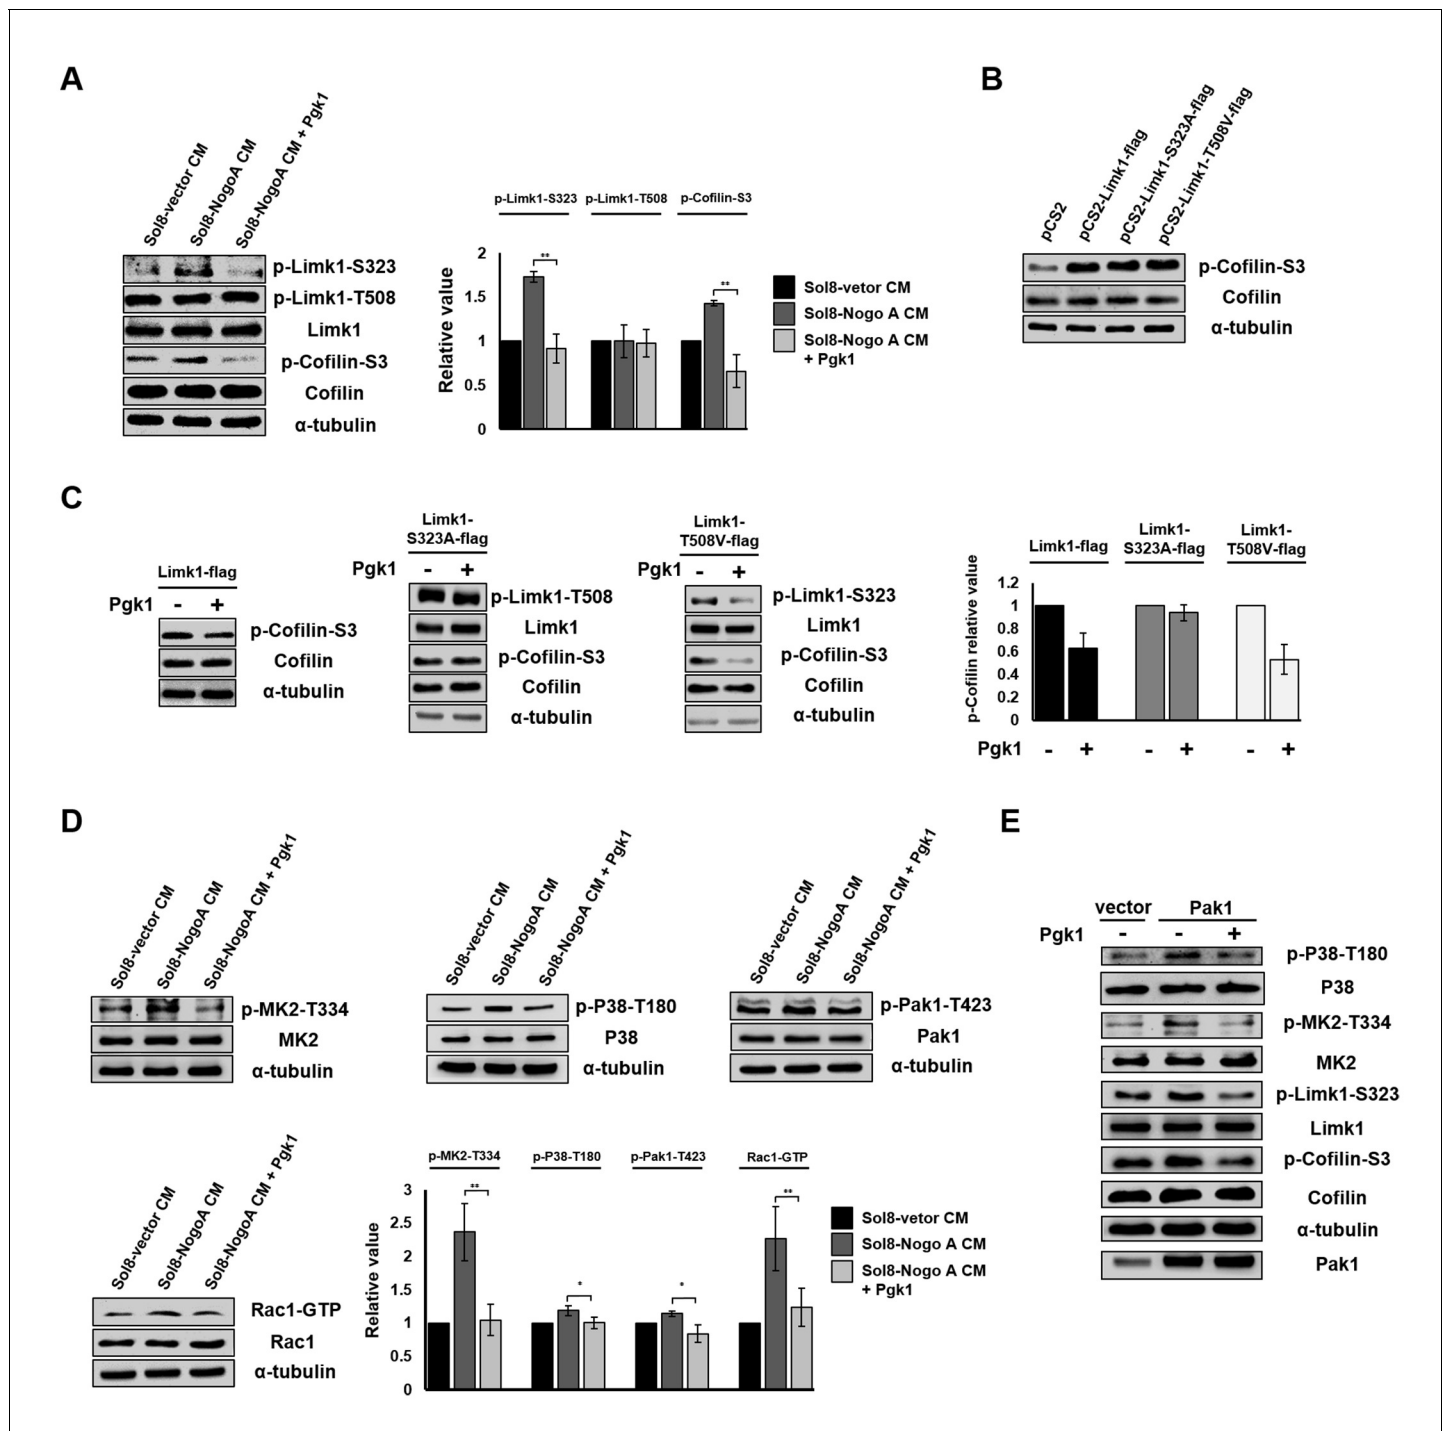 A
Sol8-vector CM
Sol8-NogoA CM
Sol8-NogoA CM + Pgk1
p-Limk1-S323
p-Limk1-T508
Limk1
p-Cofilin-S3
Cofilin
α-tubulin
p-Limk1-S323
p-Limk1-T508
p-Cofilin-S3
Relative value
2
1.5
1
0.5
0
**
**
Sol8-vetor CM
Sol8-Nogo A CM
Sol8-Nogo A CM
+ Pgk1
B
pCS2
pCS2-Limk1-flag
pCS2-Limk1-S323A-flag
pCS2-Limk1-T508V-flag
p-Cofilin-S3
Cofilin
α-tubulin
C
Limk1-flag
Pgk1 - +
p-Cofilin-S3
Cofilin
α-tubulin
Limk1-
S323A-flag
Pgk1 - +
p-Limk1-T508
Limk1
p-Cofilin-S3
Cofilin
α-tubulin
Limk1-
T508V-flag
Pgk1 - +
p-Limk1-S323
Limk1
p-Cofilin-S3
Cofilin
α-tubulin
Limk1-flag
Limk1-
S323A-flag
Limk1-
T508V-flag
p-Cofilin relative value
1.2
1
0.8
0.6
0.4
0.2
0
Pgk1 - + - + - +
D
Sol8-vector CM
Sol8-NogoA CM
Sol8-NogoA CM + Pgk1
p-MK2-T334
MK2
α-tubulin
Sol8-vector CM
Sol8-NogoA CM
Sol8-NogoA CM + Pgk1
p-P38-T180
P38
α-tubulin
Sol8-vector CM
Sol8-NogoA CM
Sol8-NogoA CM + Pgk1
p-Pak1-T423
Pak1
α-tubulin
Sol8-vector CM
Sol8-NogoA CM
Sol8-NogoA CM + Pgk1
Rac1-GTP
Rac1
α-tubulin
p-MK2-T334
p-P38-T180
p-Pak1-T423
Rac1-GTP
Relative value
3
2.5
2
1.5
1
0.5
0
**
*
*
**
Sol8-vetor CM
Sol8-Nogo A CM
Sol8-Nogo A CM
+ Pgk1
E
vector Pak1
Pgk1 - - +
p-P38-T180
P38
p-MK2-T334
MK2
p-Limk1-S323
Limk1
p-Cofilin-S3
Cofilin
α-tubulin
Pak1